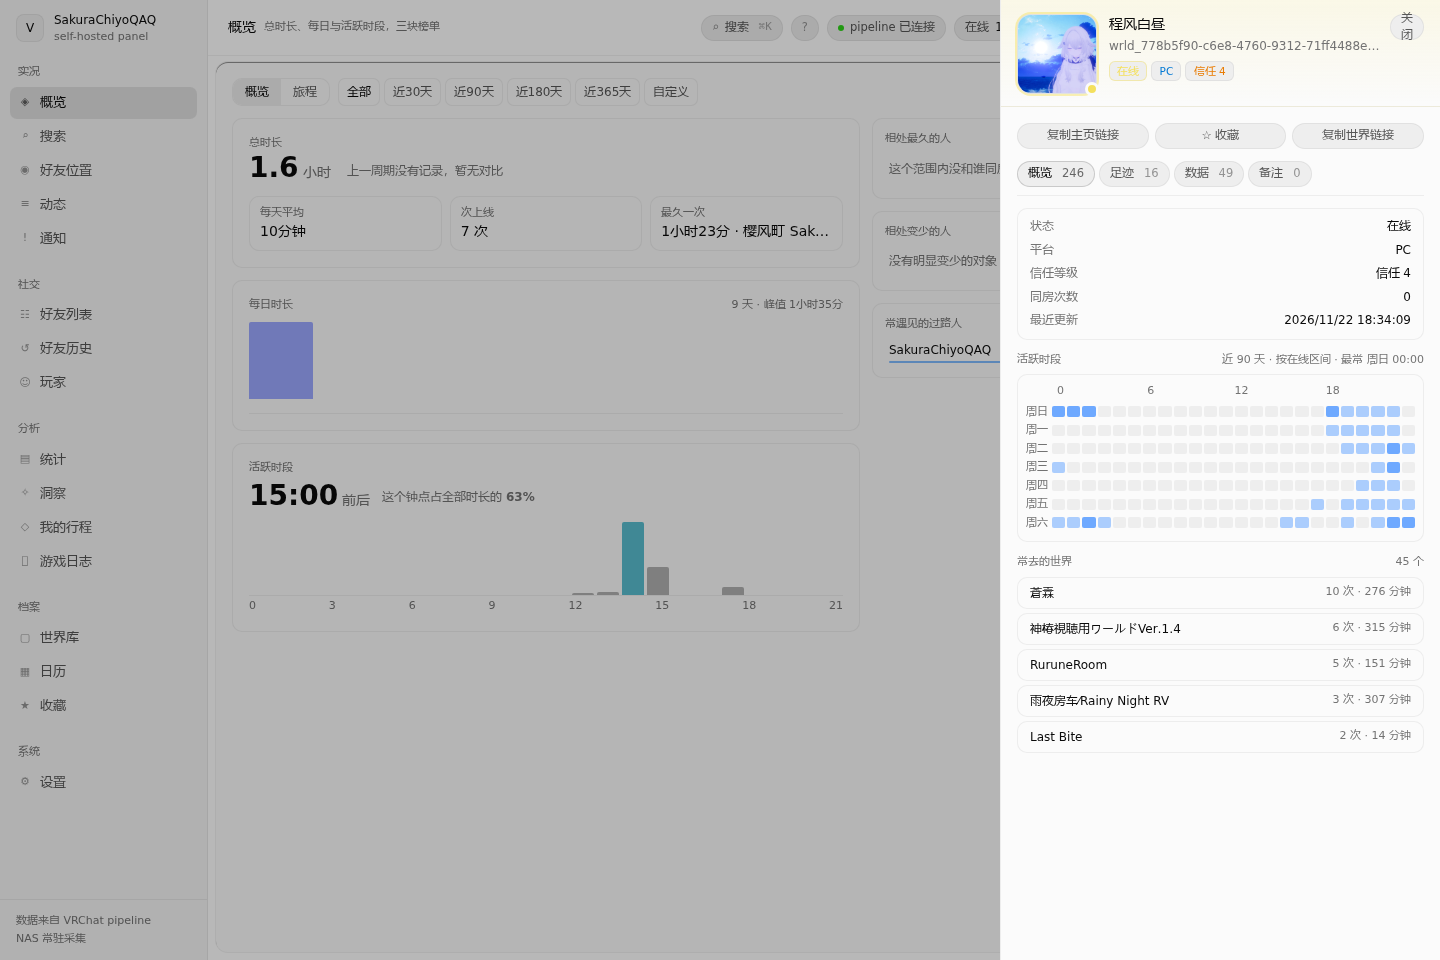 V
SakuraChiyoQAQ
self-hosted panel
实况
概览
搜索
好友位置
动态
通知
社交
好友列表
好友历史
玩家
分析
统计
洞察
我的行程
游戏日志
档案
世界库
日历
收藏
系统
设置
数据来自 VRChat pipeline
NAS 常驻采集
概览 总时长、每日与活跃时段，三块榜单
搜索 ⌘K
?
pipeline 已连接
在线 1
概览 旅程 全部 近30天 近90天 近180天 近365天 自定义
总时长
1.6 小时 上一周期没有记录，暂无对比
每天平均
10分钟
次上线
7 次
最久一次
1小时23分 · 樱风町 Sak...
每日时长 9 天 · 峰值 1小时35分
活跃时段
15:00 前后 这个钟点占全部时长的 63%
0 3 6 9 12 15 18 21
相处最久的人
这个范围内没和谁同
相处变少的人
没有明显变少的对象
常遇见的过路人
SakuraChiyoQAQ
程风白昼
wrld_778b5f90-c6e8-4760-9312-71ff4488e...
在线 PC 信任 4
关闭
复制主页链接 ☆ 收藏 复制世界链接
概览 246 足迹 16 数据 49 备注 0
状态 在线
平台 PC
信任等级 信任 4
同房次数 0
最近更新 2026/11/22 18:34:09
活跃时段 近 90 天 · 按在线区间 · 最常 周日 00:00
0 6 12 18
周日
周一
周二
周三
周四
周五
周六
常去的世界 45 个
蒼霖 10 次 · 276 分钟
神椿視聴用ワールドVer.1.4 6 次 · 315 分钟
RuruneRoom 5 次 · 151 分钟
雨夜房车⁄Rainy Night RV 3 次 · 307 分钟
Last Bite 2 次 · 14 分钟